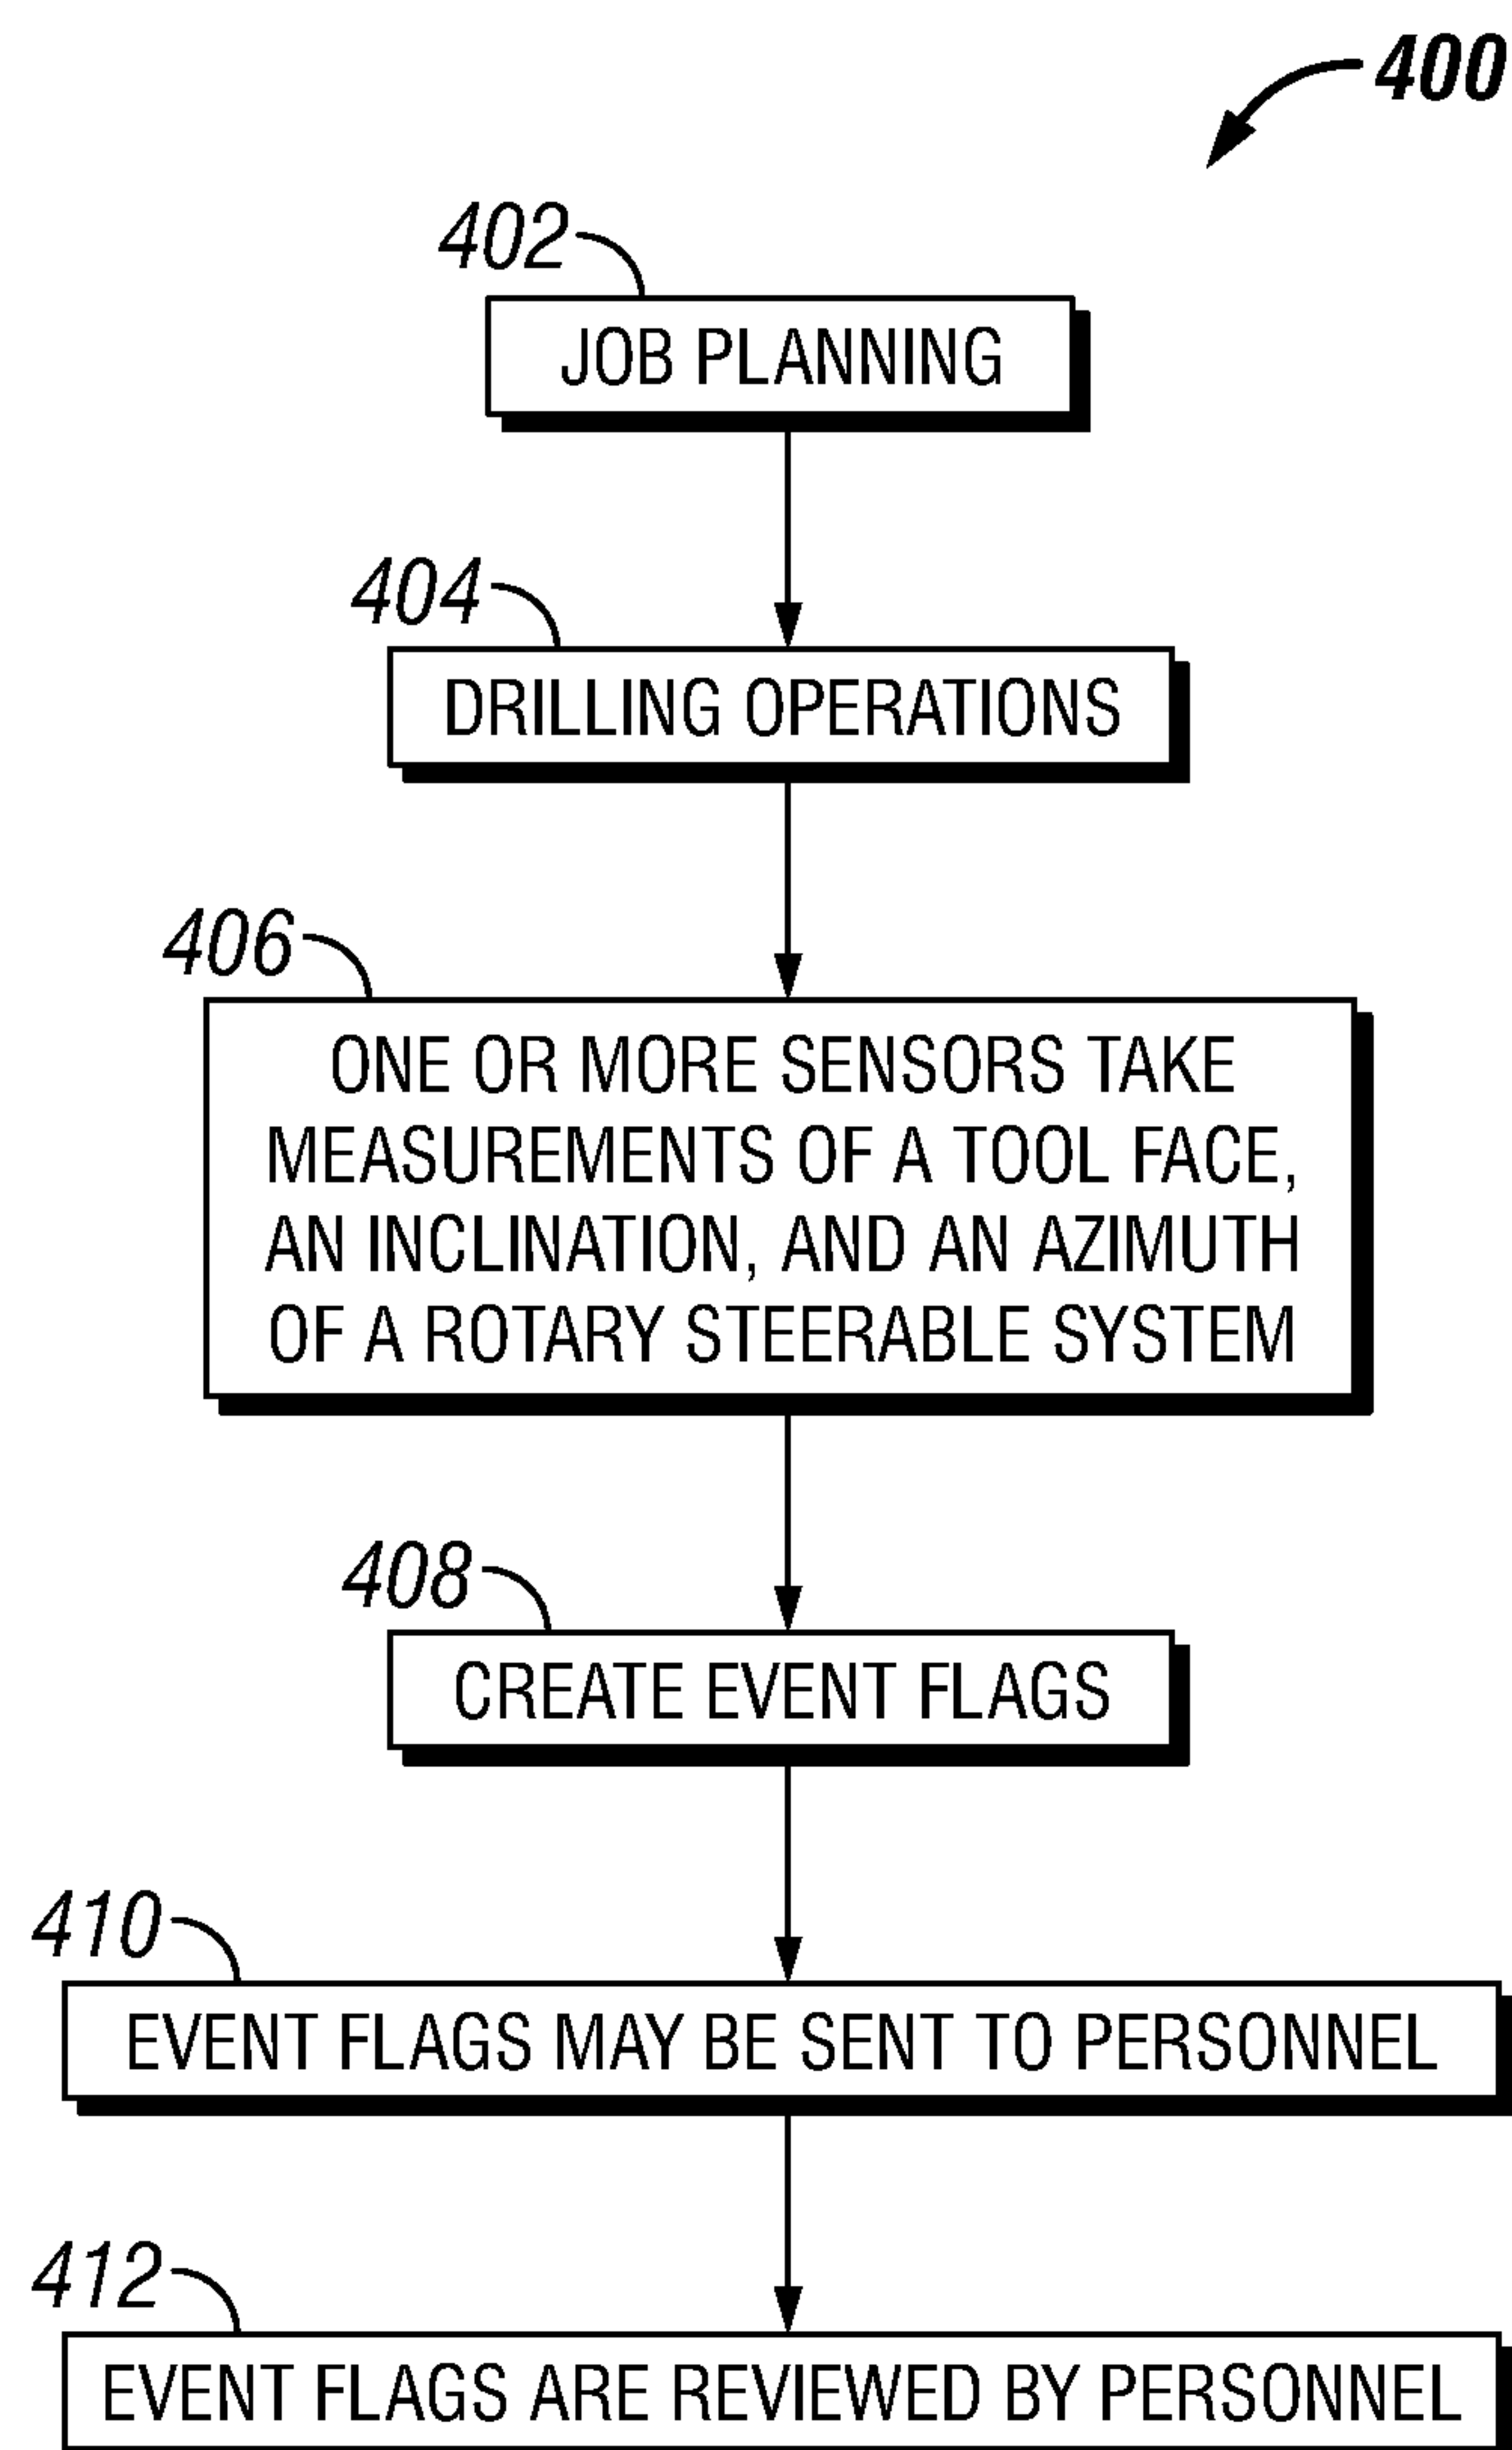 400
402
JOB PLANNING
404
DRILLING OPERATIONS
406
ONE OR MORE SENSORS TAKE
MEASUREMENTS OF A TOOL FACE,
AN INCLINATION, AND AN AZIMUTH
OF A ROTARY STEERABLE SYSTEM
408
CREATE EVENT FLAGS
410
EVENT FLAGS MAY BE SENT TO PERSONNEL
412
EVENT FLAGS ARE REVIEWED BY PERSONNEL